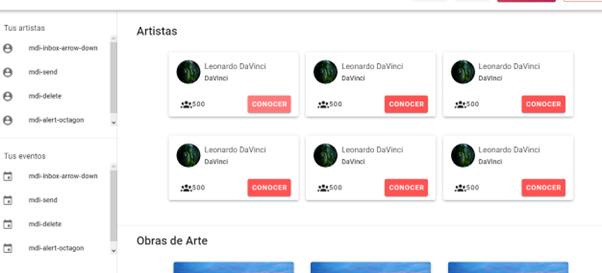 Tus artistas
mdi-inbox-arrow-down
mdi-send
mdi-delete
mdi-alert-octagon
Tus eventos
mdi-inbox-arrow-down
mdi-send
mdi-delete
mdi-alert-octagon
Artistas
Leonardo DaVinci
DaVinci
500 CONOCER
Leonardo DaVinci
DaVinci
500 CONOCER
Leonardo DaVinci
DaVinci
500 CONOCER
Leonardo DaVinci
DaVinci
500 CONOCER
Leonardo DaVinci
DaVinci
500 CONOCER
Leonardo DaVinci
DaVinci
500 CONOCER
Obras de Arte